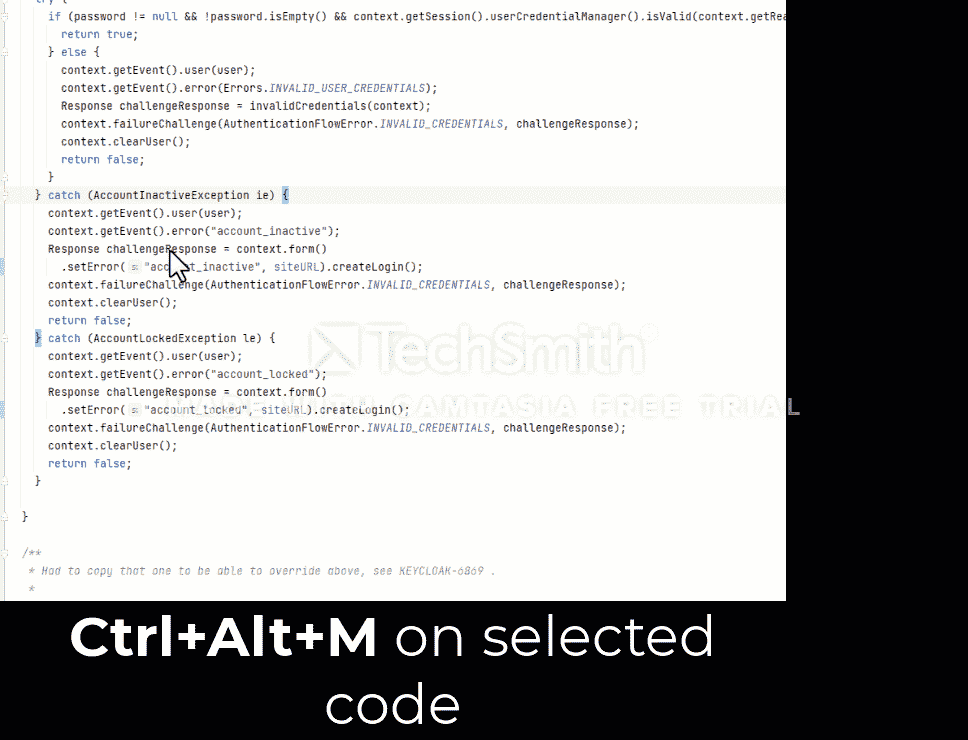 try {
if (password != null && !password.isEmpty() && context.getSession().userCredentialManager().isValid(context.getRea
return true;
} else {
context.getEvent().user(user);
context.getEvent().error(Errors.INVALID_USER_CREDENTIALS);
Response challengeResponse = invalidCredentials(context);
context.failureChallenge(AuthenticationFlowError.INVALID_CREDENTIALS, challengeResponse);
context.clearUser();
return false;
}
} catch (AccountInactiveException ie) {
context.getEvent().user(user);
context.getEvent().error("account_inactive");
Response challengeResponse = context.form()
.setError( s: "account_inactive", siteURL).createLogin();
context.failureChallenge(AuthenticationFlowError.INVALID_CREDENTIALS, challengeResponse);
context.clearUser();
return false;
} catch (AccountLockedException le) {
context.getEvent().user(user);
context.getEvent().error("account_locked");
Response challengeResponse = context.form()
.setError( s: "account_locked", siteURL).createLogin();
context.failureChallenge(AuthenticationFlowError.INVALID_CREDENTIALS, challengeResponse);
context.clearUser();
return false;
}
}
/**
* Had to copy that one to be able to override above, see KEYCLOAK-6869 .
*
TechSmith
CAMTASIA FREE TRIAL
Ctrl+Alt+M on selected
code